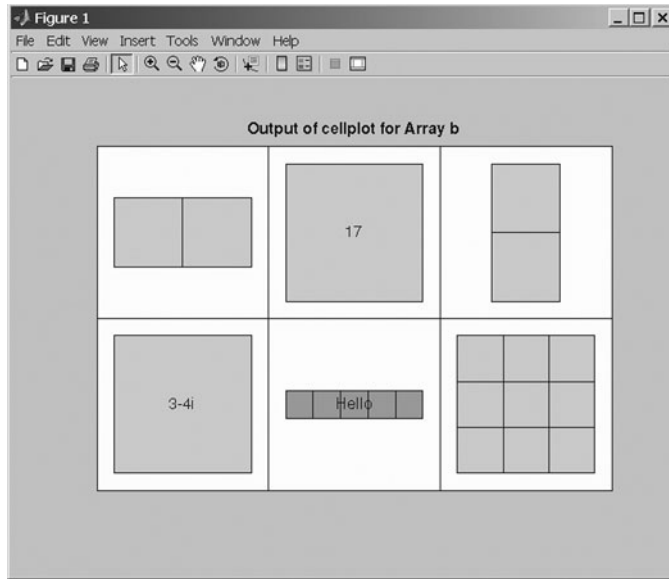 Figure 1
File Edit View Insert Tools Window Help
Output of cellplot for Array b
17
3-4i
Hello